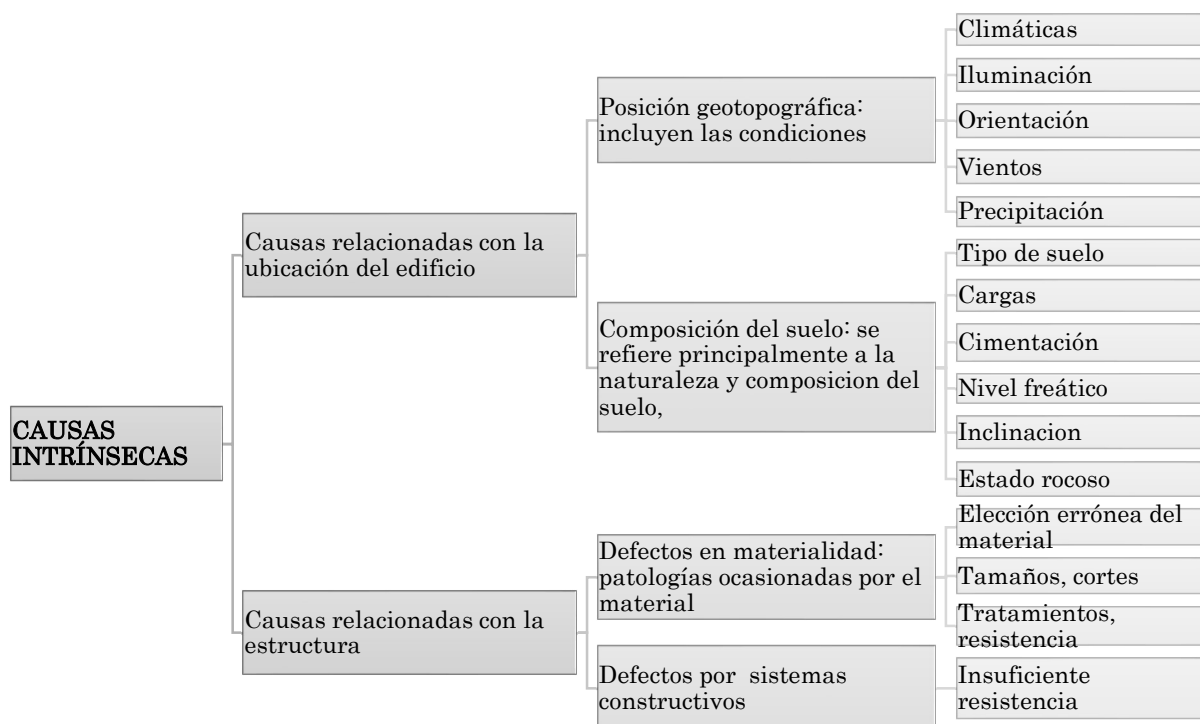 CAUSAS
INTRÍNSECAS
Causas relacionadas con la
ubicación del edificio
Posición geotopográfica:
incluyen las condiciones
Climáticas
Iluminación
Orientación
Vientos
Precipitación
Composición del suelo: se
refiere principalmente a la
naturaleza y composicion del
suelo,
Tipo de suelo
Cargas
Cimentación
Nivel freático
Inclinacion
Estado rocoso
Causas relacionadas con la
estructura
Defectos en materialidad:
patologías ocasionadas por el
material
Elección errónea del
material
Tamaños, cortes
Tratamientos,
resistencia
Defectos por sistemas
constructivos
Insuficiente
resistencia